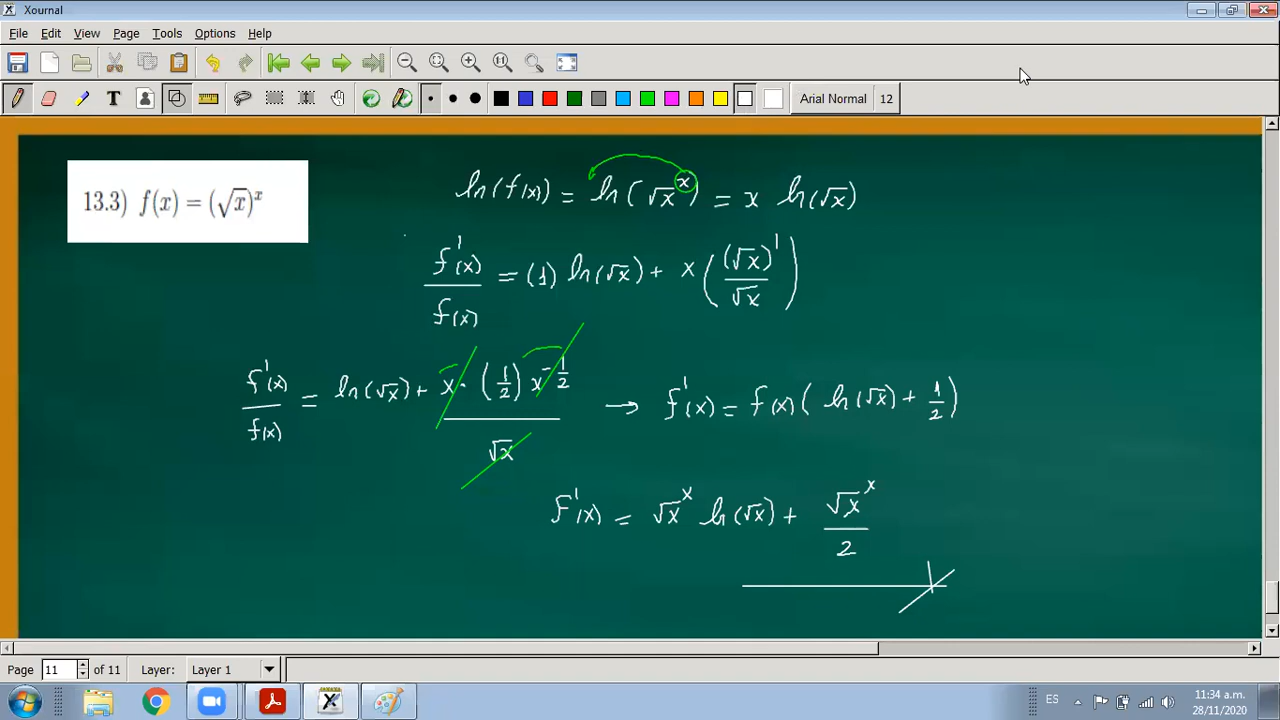 Xournal
File Edit View Page Tools Options Help
Arial Normal 12
13.3) f(x) = (√x)^x
ln(f(x)) = ln(√x^x) = x ln(√x)
f'(x)/f(x) = (1) ln(√x) + x ((√x)'/√x)
f'(x)/f(x) = ln(√x) + x·(1/2) x^(-1/2)/√x → f'(x) = f(x)(ln(√x) + 1/2)
f'(x) = √x^x ln(√x) + √x^x/2
Page 11 of 11 Layer: Layer 1
ES 11:34 a.m.
28/11/2020